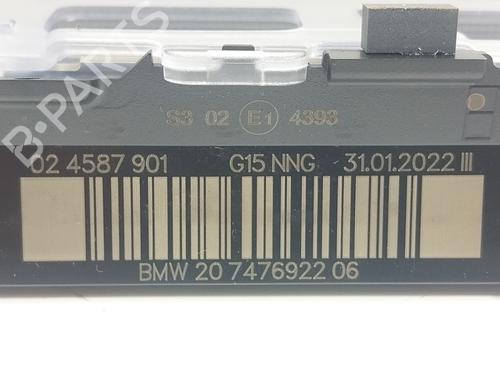 B-PARTS
S3 02 E1 4393
02 4587 901 G15 NNG 31.01.2022 III
BMW 20 7476922 06